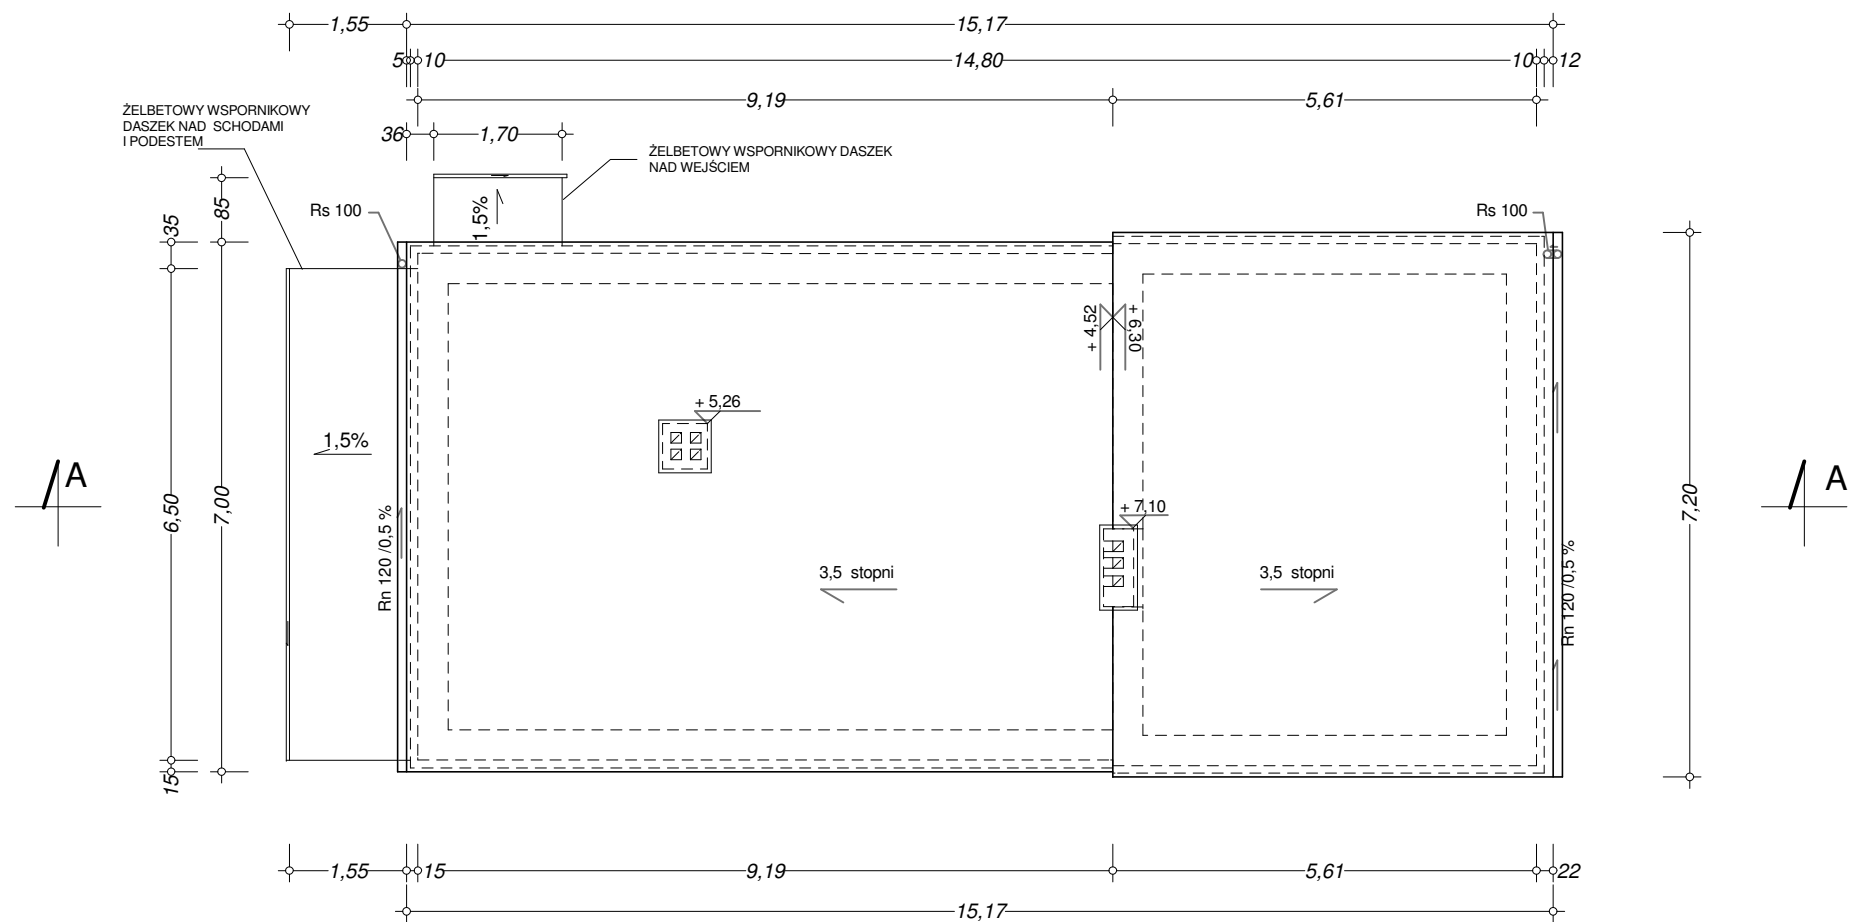 1,55
15,17
5
10
14,80
10
12
9,19
5,61
36
1,70
ŻELBETOWY WSPORNIKOWY
DASZEK NAD SCHODAMI
I PODESTEM
ŻELBETOWY WSPORNIKOWY DASZEK
NAD WEJŚCIEM
85
35
1,5%
Rs 100
Rs 100
+ 4,52
+ 6,30
+ 5,26
1,5%
A
A
6,50
7,00
7,20
+ 7,10
Rn 120 /0,5 %
Rn 120 /0,5 %
3,5 stopni
3,5 stopni
15
1,55
15
9,19
5,61
22
15,17